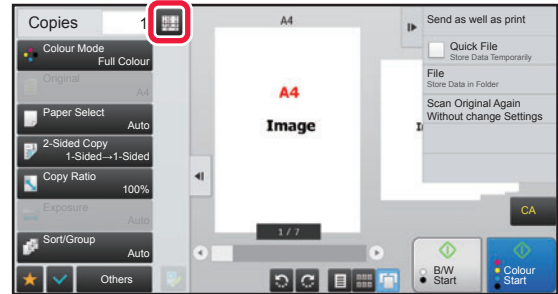 Copies
1
Colour Mode
Full Colour
Original
A4
Paper Select
Auto
2-Sided Copy
1-Sided→1-Sided
Copy Ratio
100%
Exposure
Auto
Sort/Group
Auto
Others
A4
A4
Image
1 / 7
Send as well as print
Quick File
Store Data Temporarily
File
Store Data in Folder
Scan Original Again
Without change Settings
CA
B/W
Start
Colour
Start